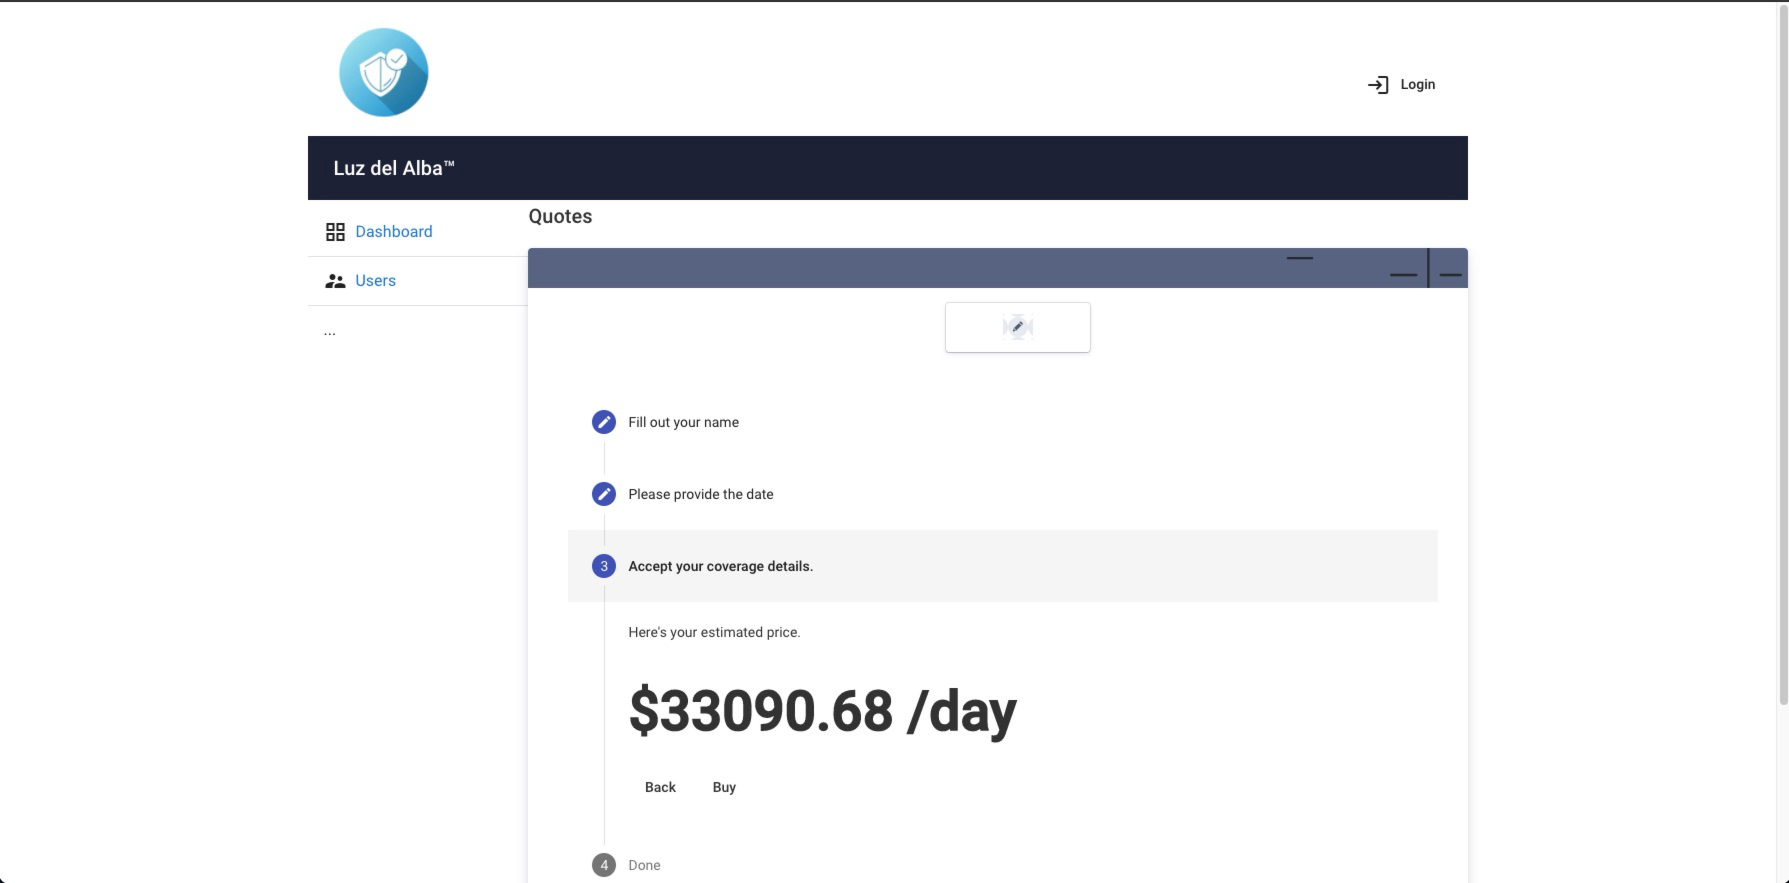 Login
Luz del Alba™
Dashboard
Users
...
Quotes
Fill out your name
Please provide the date
3 Accept your coverage details.
Here's your estimated price.
$33090.68 /day
Back Buy
4 Done